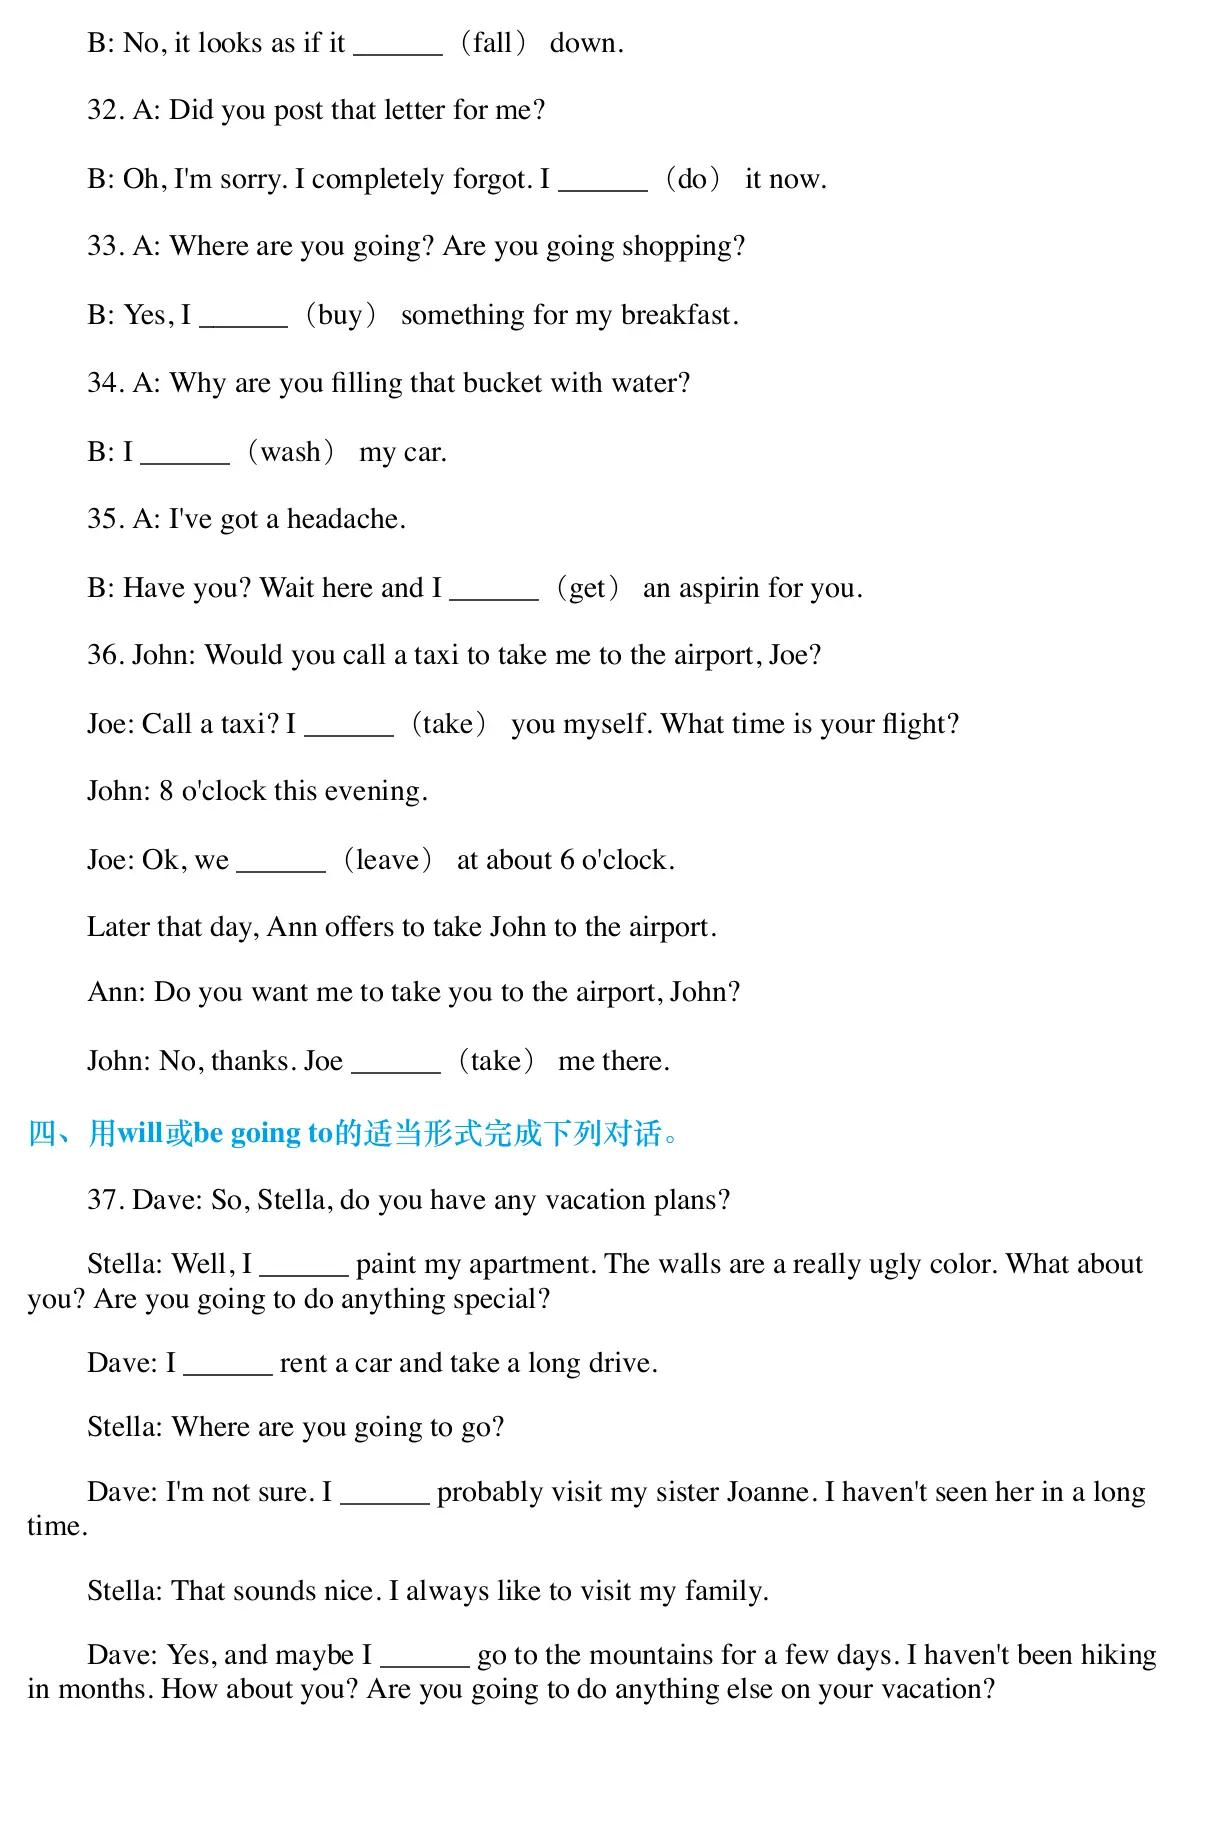 B: No, it looks as if it ______（fall） down.
32. A: Did you post that letter for me?
B: Oh, I'm sorry. I completely forgot. I ______（do） it now.
33. A: Where are you going? Are you going shopping?
B: Yes, I ______（buy） something for my breakfast.
34. A: Why are you filling that bucket with water?
B: I ______（wash） my car.
35. A: I've got a headache.
B: Have you? Wait here and I ______（get） an aspirin for you.
36. John: Would you call a taxi to take me to the airport, Joe?
Joe: Call a taxi? I ______（take） you myself. What time is your flight?
John: 8 o'clock this evening.
Joe: Ok, we ______（leave） at about 6 o'clock.
Later that day, Ann offers to take John to the airport.
Ann: Do you want me to take you to the airport, John?
John: No, thanks. Joe ______（take） me there.
四、用will或be going to的适当形式完成下列对话。
37. Dave: So, Stella, do you have any vacation plans?
Stella: Well, I ______ paint my apartment. The walls are a really ugly color. What about
you? Are you going to do anything special?
Dave: I ______ rent a car and take a long drive.
Stella: Where are you going to go?
Dave: I'm not sure. I ______ probably visit my sister Joanne. I haven't seen her in a long
time.
Stella: That sounds nice. I always like to visit my family.
Dave: Yes, and maybe I ______ go to the mountains for a few days. I haven't been hiking
in months. How about you? Are you going to do anything else on your vacation?